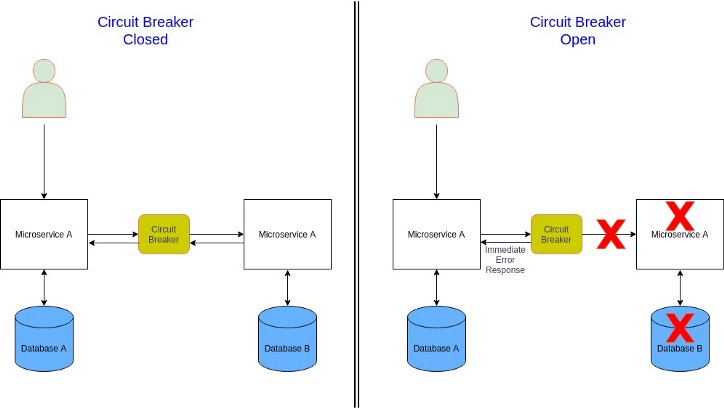 Circuit Breaker
Closed
Microservice A
Circuit
Breaker
Microservice A
Database A
Database B
Circuit Breaker
Open
Microservice A
Circuit
Breaker
Microservice A
Immediate
Error
Response
Database A
Database B